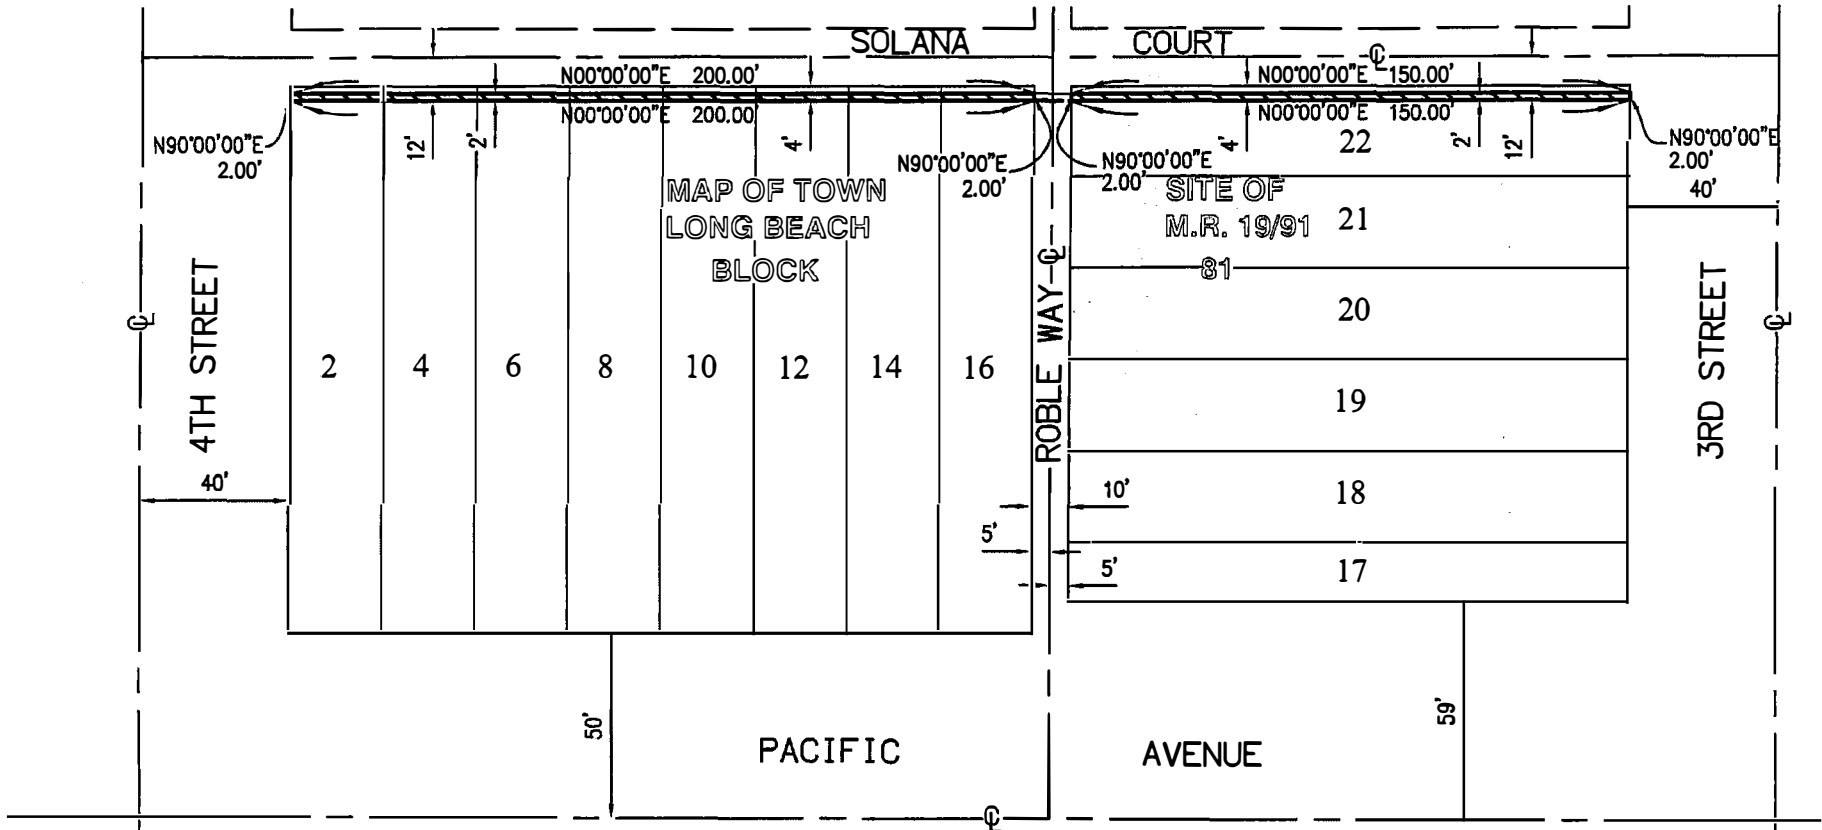 SOLANA COURT
N00°00'00"E 200.00'
N00°00'00"E 150.00'
N00°00'00"E 200.00
N00°00'00"E 150.00'
N90°00'00"E
2.00'
12'
2'
4'
N90°00'00"E
2.00'
N90°00'00"E
2.00'
4'
22
2'
12'
N90°00'00"E
2.00'
40'
MAP OF TOWN
LONG BEACH
BLOCK
SITE OF
M.R. 19/91
81
21
20
19
18
17
4TH STREET
2
4
6
8
10
12
14
16
ROBLE WAY
3RD STREET
40'
10'
5'
5'
50'
59'
PACIFIC AVENUE